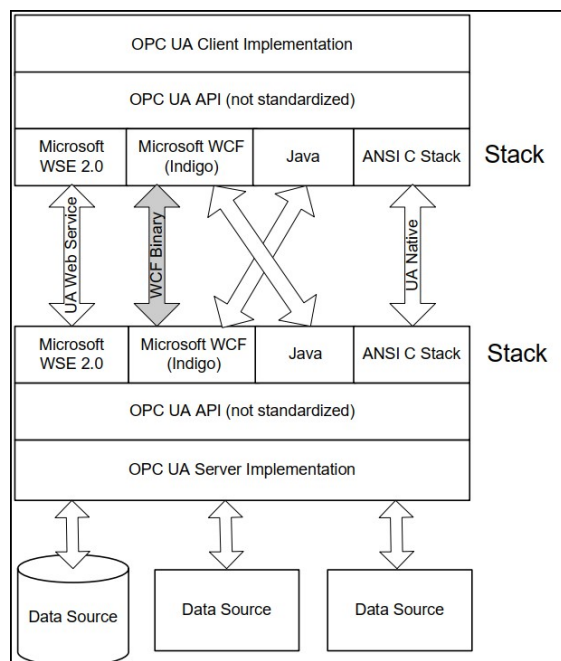 OPC UA Client Implementation
OPC UA API (not standardized)
Microsoft
WSE 2.0
Microsoft WCF
(Indigo)
Java
ANSI C Stack
Stack
UA Web Service
WCF Binary
UA Native
Microsoft
WSE 2.0
Microsoft WCF
(Indigo)
Java
ANSI C Stack
Stack
OPC UA API (not standardized)
OPC UA Server Implementation
Data Source
Data Source
Data Source